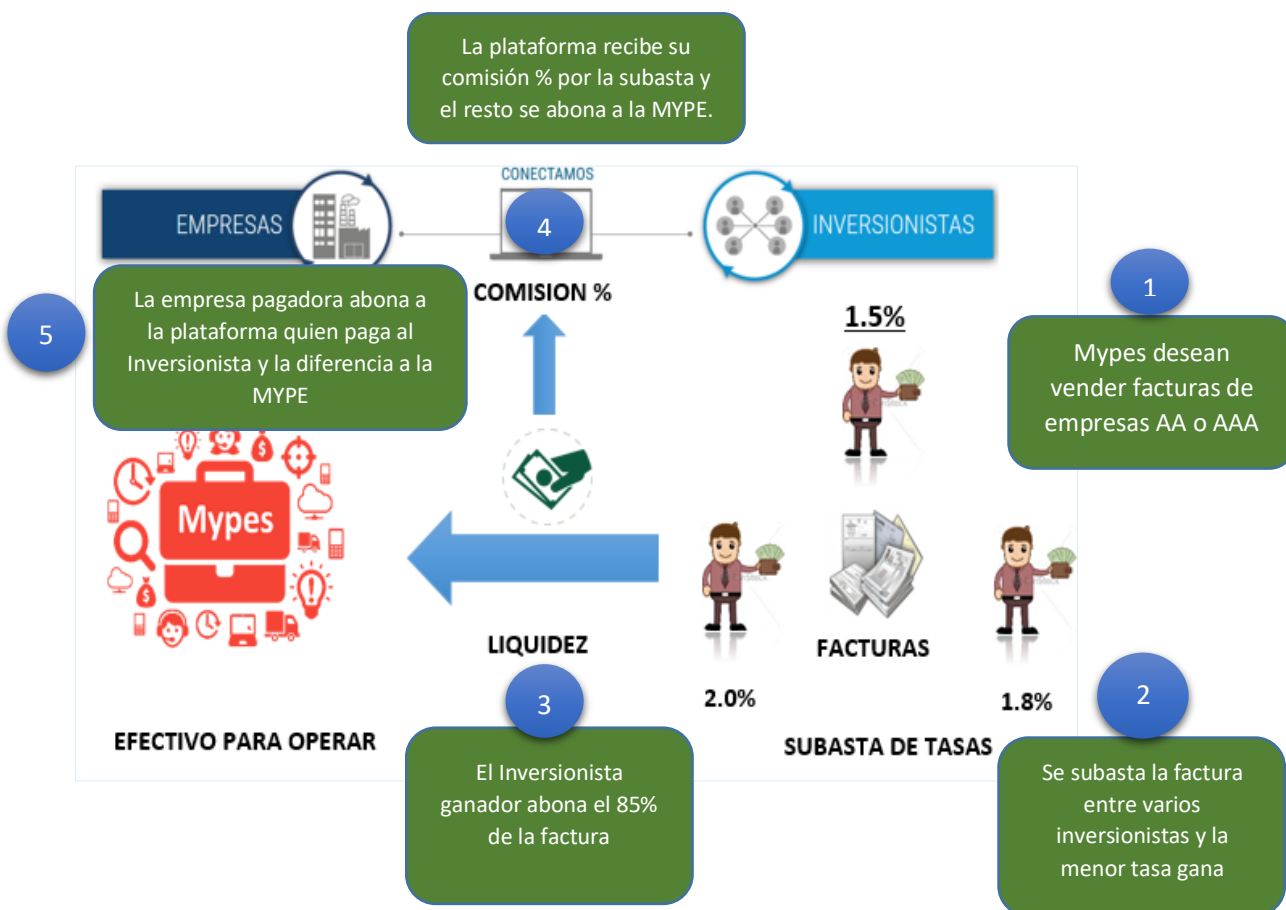 La plataforma recibe su
comisión % por la subasta y
el resto se abona a la MYPE.
CONECTAMOS
EMPRESAS
4
INVERSIONISTAS
COMISION %
5
La empresa pagadora abona a
la plataforma quien paga al
Inversionista y la diferencia a la
MYPE
1.5%
1
Mypes desean
vender facturas de
empresas AA o AAA
Mypes
LIQUIDEZ
FACTURAS
2.0%
1.8%
EFECTIVO PARA OPERAR
SUBASTA DE TASAS
3
El Inversionista
ganador abona el 85%
de la factura
2
Se subasta la factura
entre varios
inversionistas y la
menor tasa gana